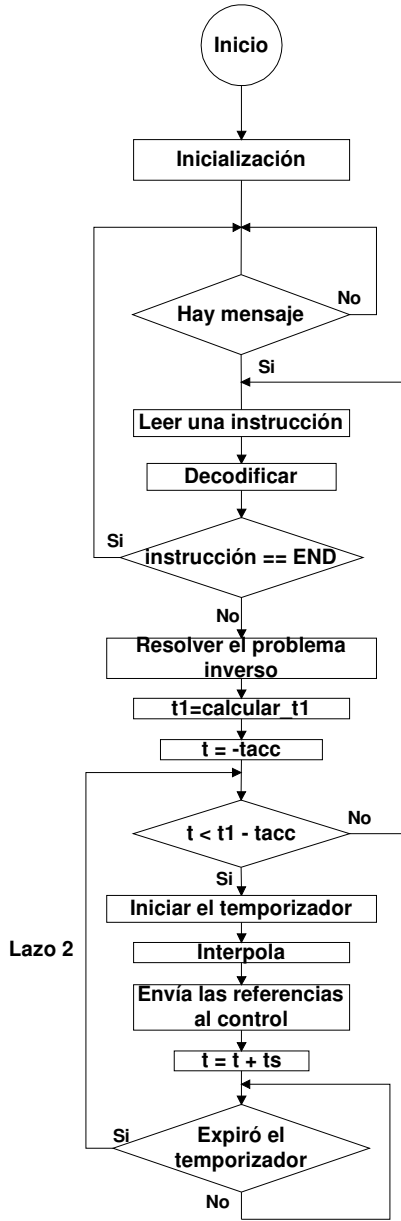 Inicio
Inicialización
Hay mensaje
No
Si
Leer una instrucción
Decodificar
Si
instrucción == END
No
Resolver el problema
inverso
t1=calcular_t1
t = -tacc
t < t1 - tacc
No
Si
Iniciar el temporizador
Lazo 2
Interpola
Envía las referencias
al control
t = t + ts
Si
Expiró el
temporizador
No